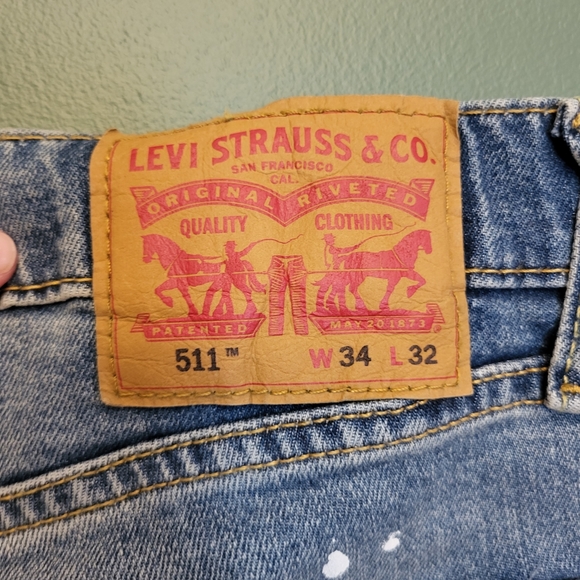 LEVI STRAUSS & CO.
SAN FRANCISCO
CAL.
ORIGINAL RIVETED
QUALITY CLOTHING
PATENTED MAY 20 1873
511™ W 34 L 32